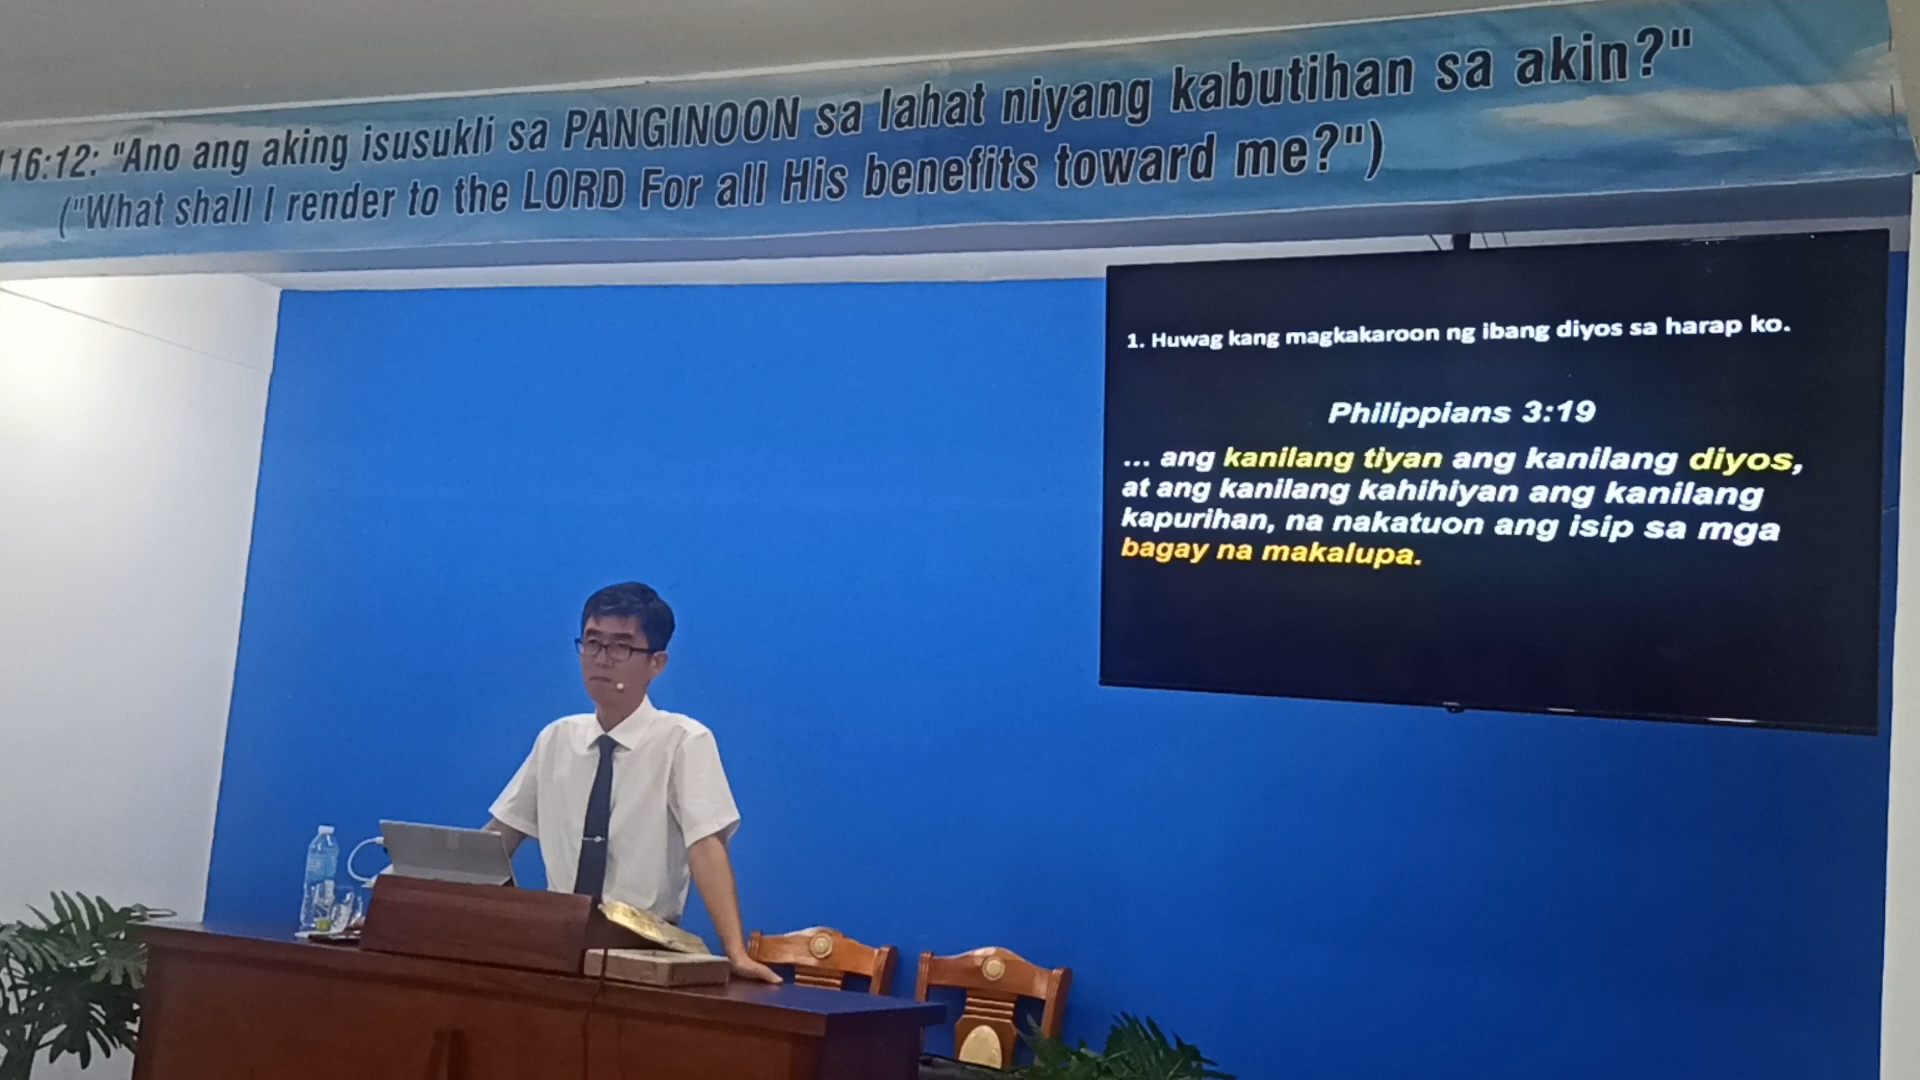 116:12: "Ano ang aking isusukli sa PANGINOON sa lahat niyang kabutihan sa akin?"
("What shall I render to the LORD For all His benefits toward me?")
1. Huwag kang magkakaroon ng ibang diyos sa harap ko.
Philippians 3:19
... ang kanilang tiyan ang kanilang diyos,
at ang kanilang kahihiyan ang kanilang
kapurihan, na nakatuon ang isip sa mga
bagay na makalupa.